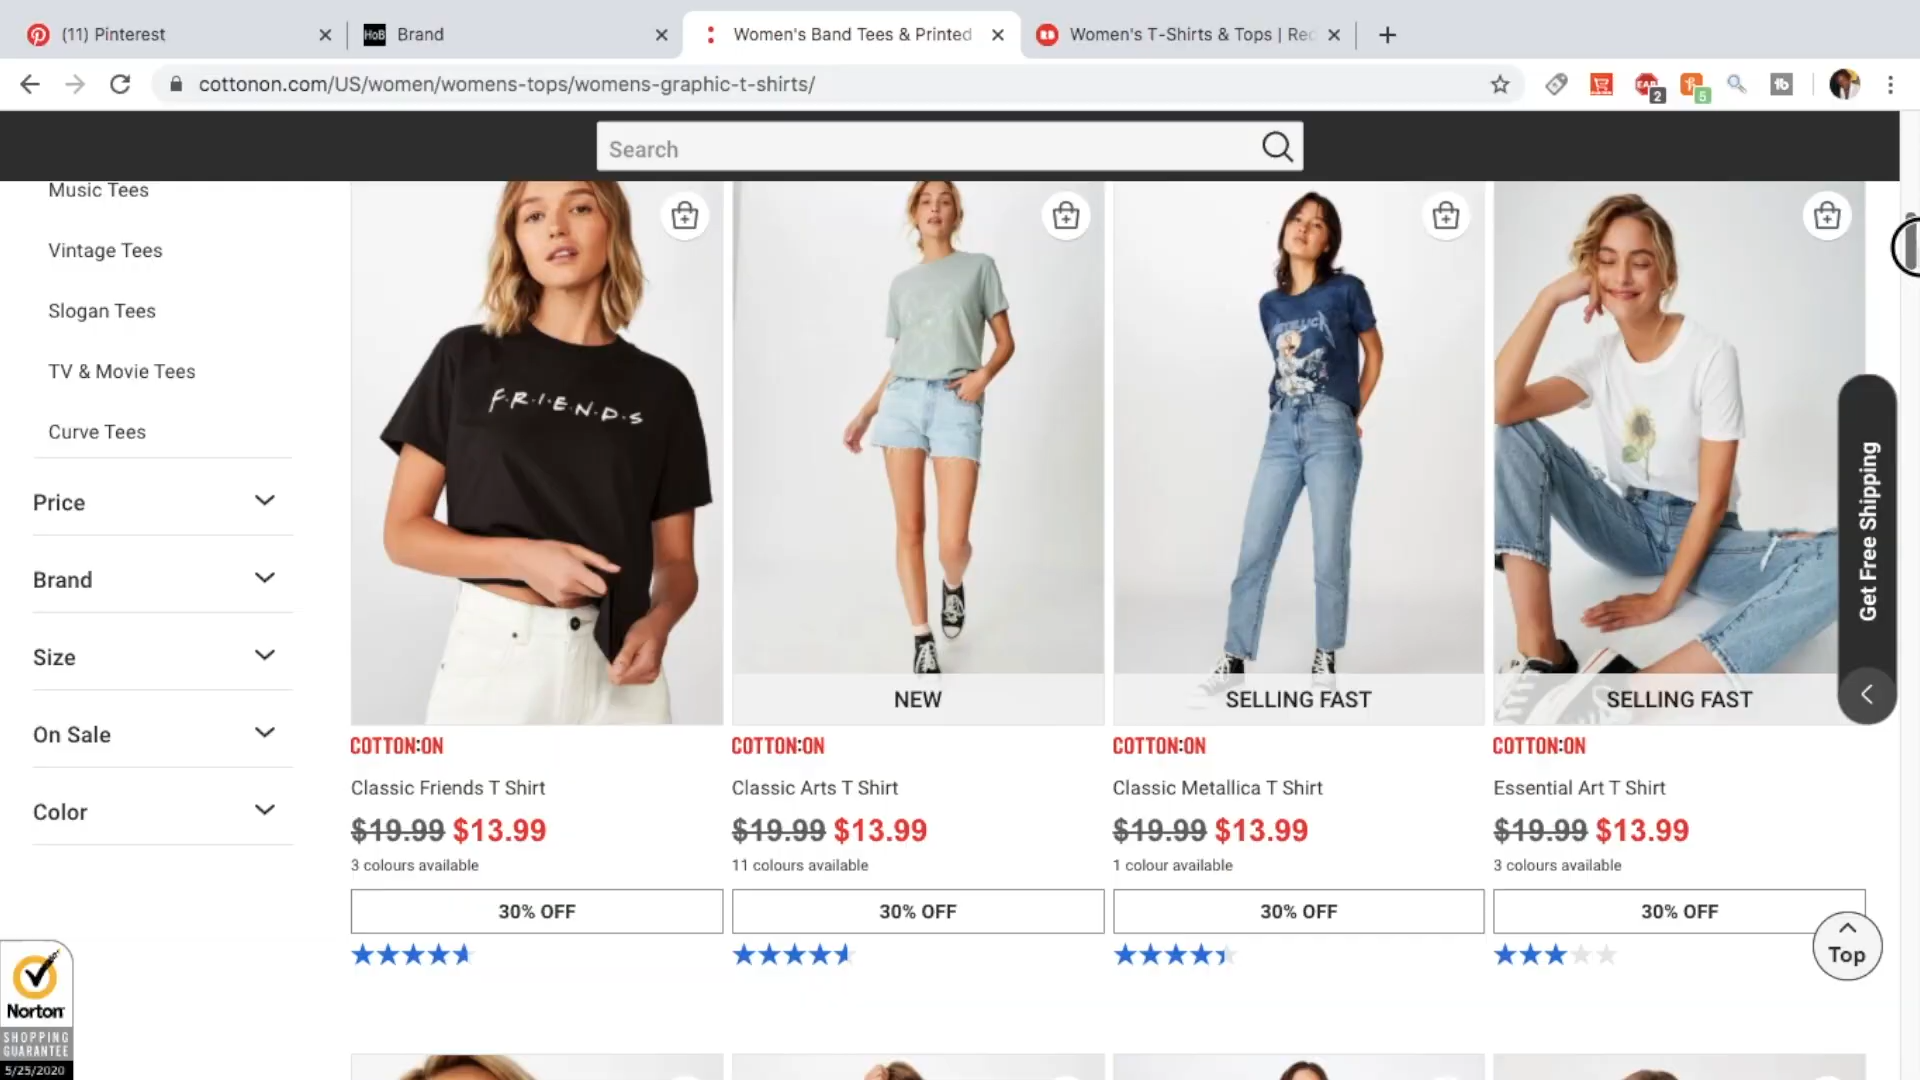 (11) Pinterest
HoB
Brand
Women's Band Tees & Printed
Women's T-Shirts & Tops | Red
cottonon.com/US/women/womens-tops/womens-graphic-t-shirts/
2
5
Search
Music Tees
Vintage Tees
Slogan Tees
TV & Movie Tees
Curve Tees
Price
Brand
Size
On Sale
Color
F·R·I·E·N·D·S
METALLICA
NEW
SELLING FAST
SELLING FAST
Get Free Shipping
COTTON:ON
Classic Friends T Shirt
$19.99 $13.99
3 colours available
30% OFF
COTTON:ON
Classic Arts T Shirt
$19.99 $13.99
11 colours available
30% OFF
COTTON:ON
Classic Metallica T Shirt
$19.99 $13.99
1 colour available
30% OFF
COTTON:ON
Essential Art T Shirt
$19.99 $13.99
3 colours available
30% OFF
Top
Norton
SHOPPING
GUARANTEE
5/25/2020